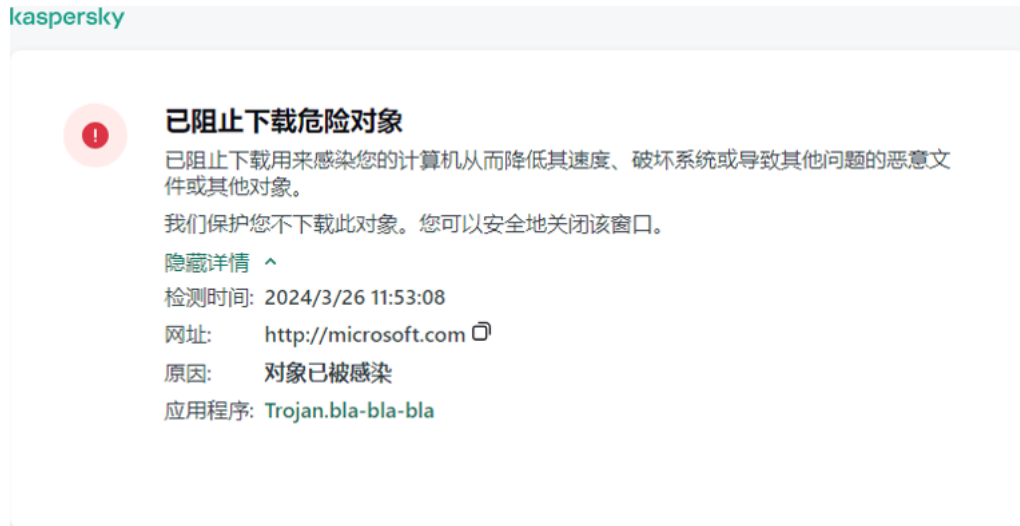 kaspersky
已阻止下载危险对象
已阻止下载用来感染您的计算机从而降低其速度、破坏系统或导致其他问题的恶意文
件或其他对象。
我们保护您不下载此对象。您可以安全地关闭该窗口。
隐藏详情
检测时间: 2024/3/26 11:53:08
网址: http://microsoft.com
原因: 对象已被感染
应用程序: Trojan.bla-bla-bla